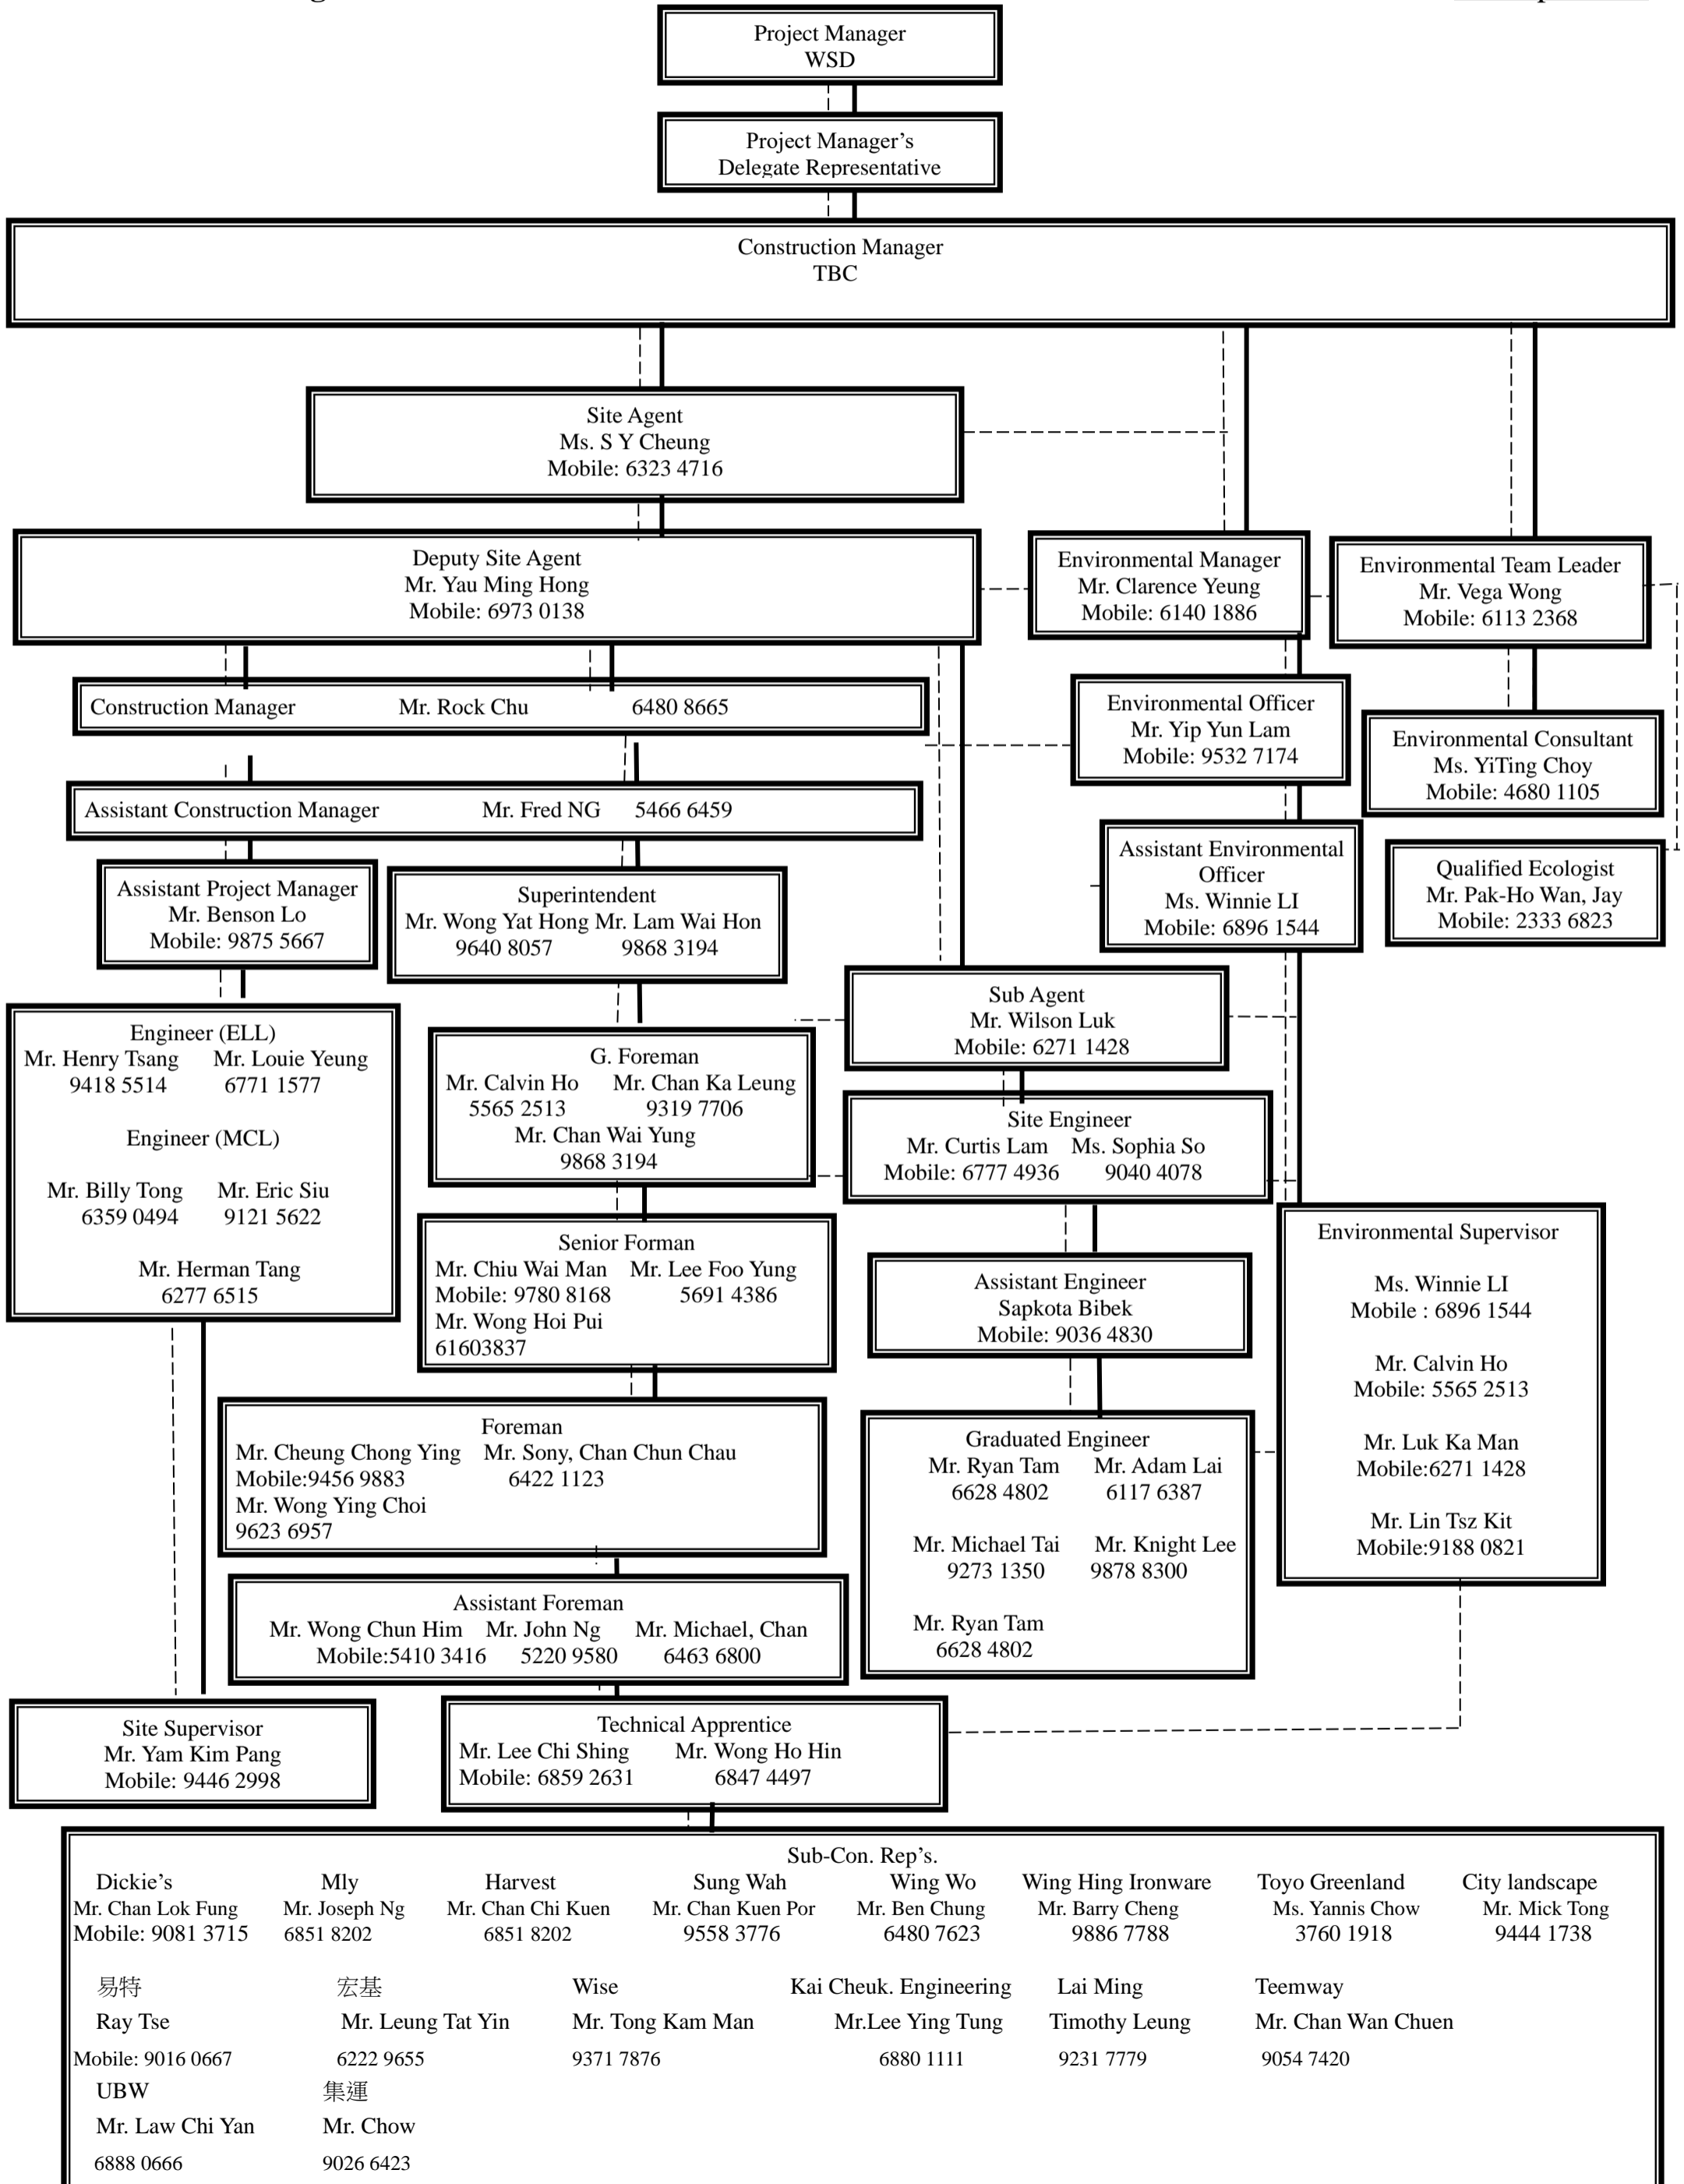 Project Manager
WSD
Project Manager's
Delegate Representative
Construction Manager
TBC
Site Agent
Ms. S Y Cheung
Mobile: 6323 4716
Deputy Site Agent
Mr. Yau Ming Hong
Mobile: 6973 0138
Environmental Manager
Mr. Clarence Yeung
Mobile: 6140 1886
Environmental Team Leader
Mr. Vega Wong
Mobile: 6113 2368
Construction Manager Mr. Rock Chu 6480 8665
Environmental Officer
Mr. Yip Yun Lam
Mobile: 9532 7174
Environmental Consultant
Ms. YiTing Choy
Mobile: 4680 1105
Assistant Construction Manager Mr. Fred NG 5466 6459
Assistant Environmental
Officer
Ms. Winnie LI
Mobile: 6896 1544
Qualified Ecologist
Mr. Pak-Ho Wan, Jay
Mobile: 2333 6823
Assistant Project Manager
Mr. Benson Lo
Mobile: 9875 5667
Superintendent
Mr. Wong Yat Hong Mr. Lam Wai Hon
9640 8057 9868 3194
Sub Agent
Mr. Wilson Luk
Mobile: 6271 1428
Engineer (ELL)
Mr. Henry Tsang Mr. Louie Yeung
9418 5514 6771 1577
Engineer (MCL)
Mr. Billy Tong Mr. Eric Siu
6359 0494 9121 5622
Mr. Herman Tang
6277 6515
G. Foreman
Mr. Calvin Ho Mr. Chan Ka Leung
5565 2513 9319 7706
Mr. Chan Wai Yung
9868 3194
Site Engineer
Mr. Curtis Lam Ms. Sophia So
Mobile: 6777 4936 9040 4078
Senior Forman
Mr. Chiu Wai Man Mr. Lee Foo Yung
Mobile: 9780 8168 5691 4386
Mr. Wong Hoi Pui
61603837
Assistant Engineer
Sapkota Bibek
Mobile: 9036 4830
Environmental Supervisor
Ms. Winnie LI
Mobile : 6896 1544
Mr. Calvin Ho
Mobile: 5565 2513
Mr. Luk Ka Man
Mobile:6271 1428
Mr. Lin Tsz Kit
Mobile:9188 0821
Foreman
Mr. Cheung Chong Ying Mr. Sony, Chan Chun Chau
Mobile:9456 9883 6422 1123
Mr. Wong Ying Choi
9623 6957
Graduated Engineer
Mr. Ryan Tam Mr. Adam Lai
6628 4802 6117 6387
Mr. Michael Tai Mr. Knight Lee
9273 1350 9878 8300
Mr. Ryan Tam
6628 4802
Assistant Foreman
Mr. Wong Chun Him Mr. John Ng Mr. Michael, Chan
Mobile:5410 3416 5220 9580 6463 6800
Site Supervisor
Mr. Yam Kim Pang
Mobile: 9446 2998
Technical Apprentice
Mr. Lee Chi Shing Mr. Wong Ho Hin
Mobile: 6859 2631 6847 4497
Sub-Con. Rep's.
Dickie's Mly Harvest Sung Wah Wing Wo Wing Hing Ironware Toyo Greenland City landscape
Mr. Chan Lok Fung Mr. Joseph Ng Mr. Chan Chi Kuen Mr. Chan Kuen Por Mr. Ben Chung Mr. Barry Cheng Ms. Yannis Chow Mr. Mick Tong
Mobile: 9081 3715 6851 8202 6851 8202 9558 3776 6480 7623 9886 7788 3760 1918 9444 1738
易特 宏基 Wise Kai Cheuk. Engineering Lai Ming Teemway
Ray Tse Mr. Leung Tat Yin Mr. Tong Kam Man Mr.Lee Ying Tung Timothy Leung Mr. Chan Wan Chuen
Mobile: 9016 0667 6222 9655 9371 7876 6880 1111 9231 7779 9054 7420
UBW 集運
Mr. Law Chi Yan Mr. Chow
6888 0666 9026 6423